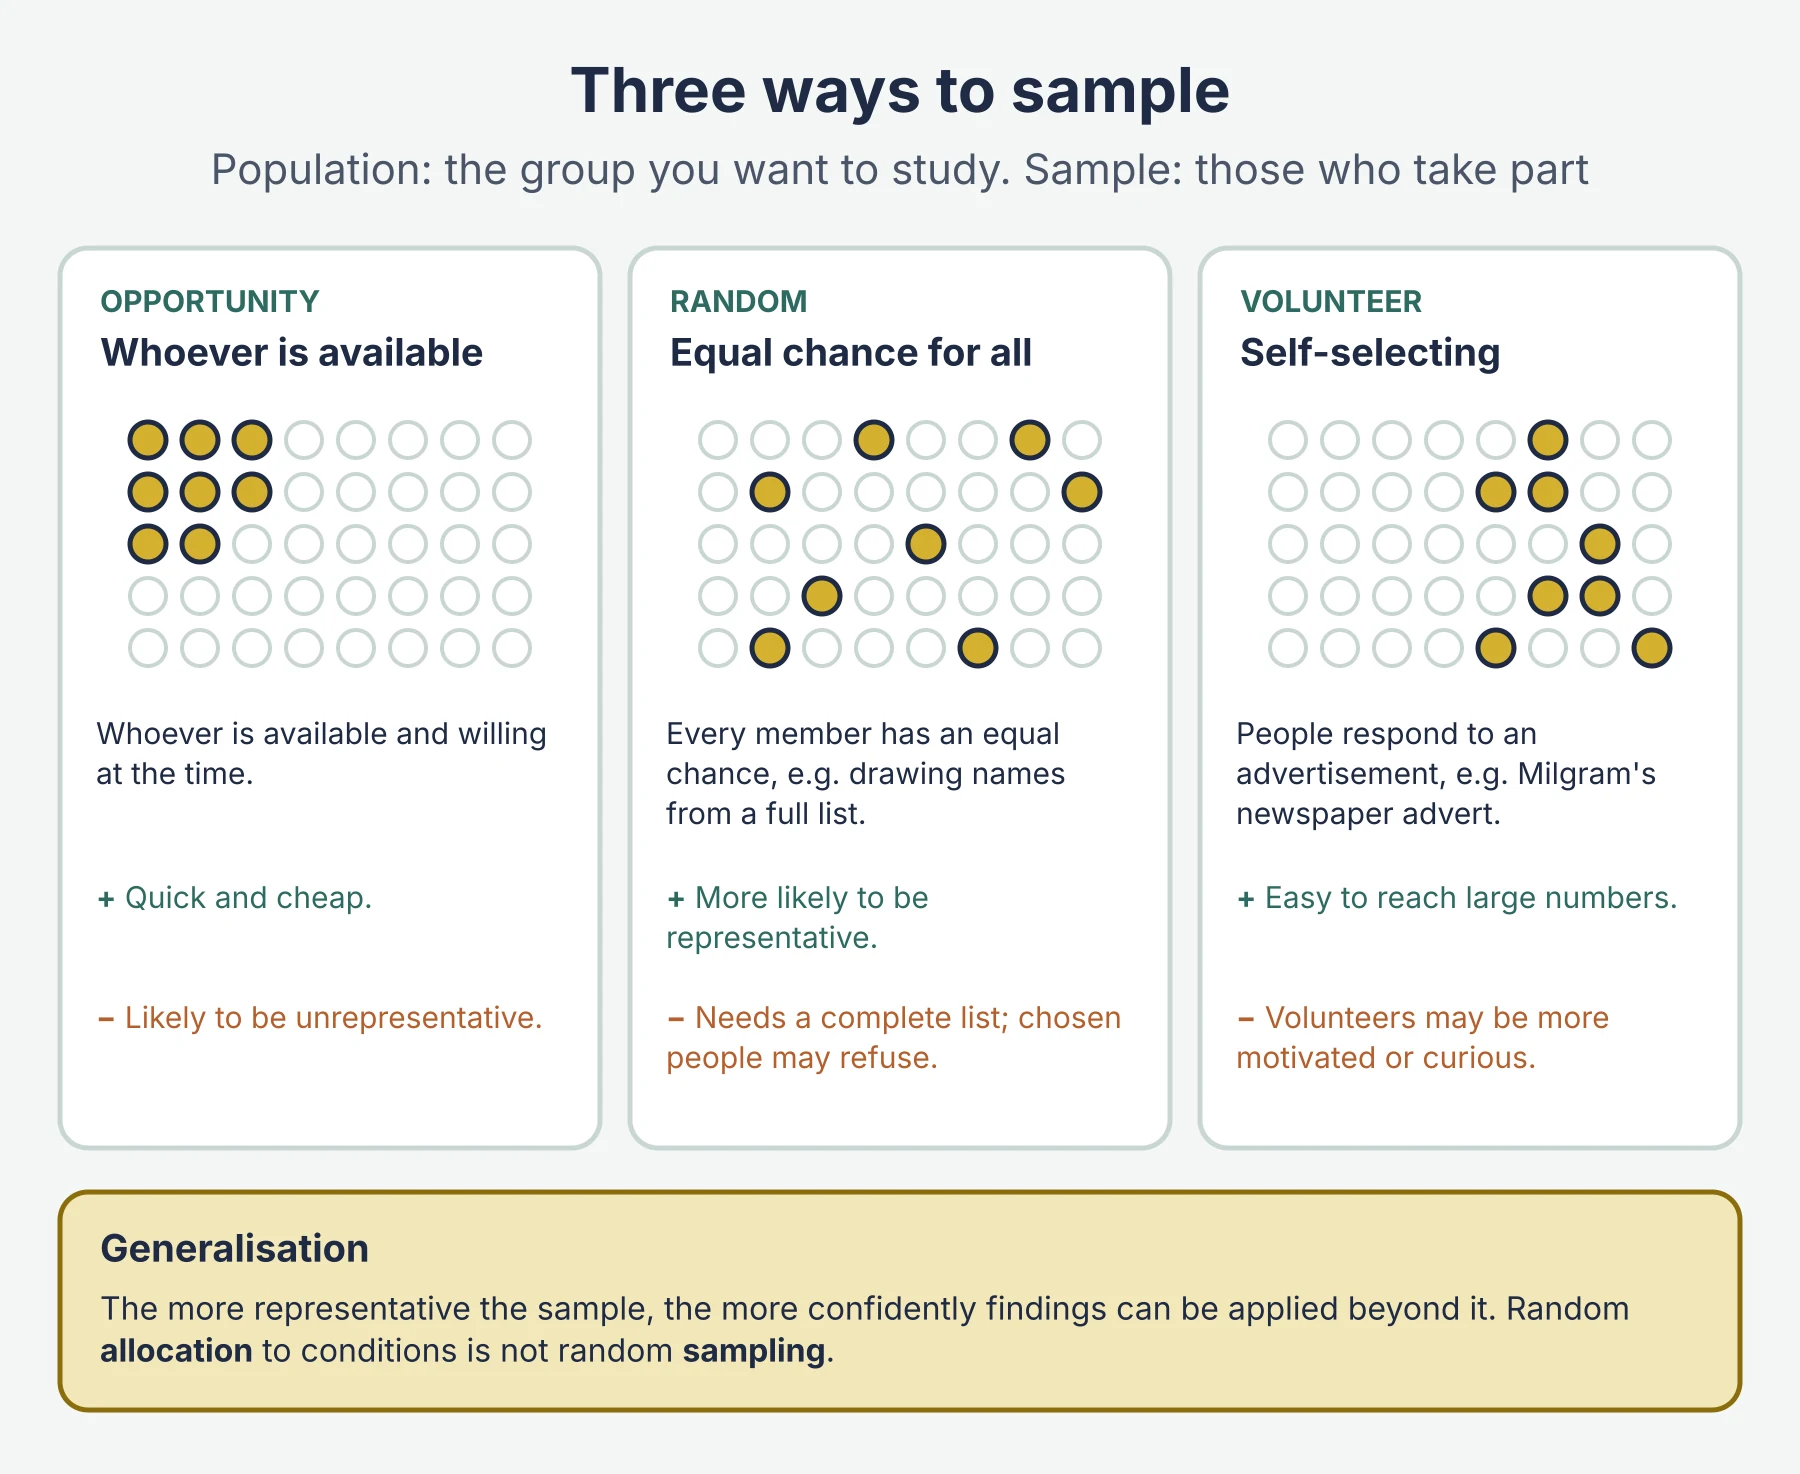 Three ways to sample
Population: the group you want to study. Sample: those who take part
OPPORTUNITY
Whoever is available
Whoever is available and willing
at the time.
+ Quick and cheap.
– Likely to be unrepresentative.
RANDOM
Equal chance for all
Every member has an equal
chance, e.g. drawing names
from a full list.
+ More likely to be
representative.
– Needs a complete list; chosen
people may refuse.
VOLUNTEER
Self-selecting
People respond to an
advertisement, e.g. Milgram's
newspaper advert.
+ Easy to reach large numbers.
– Volunteers may be more
motivated or curious.
Generalisation
The more representative the sample, the more confidently findings can be applied beyond it. Random
allocation to conditions is not random sampling.